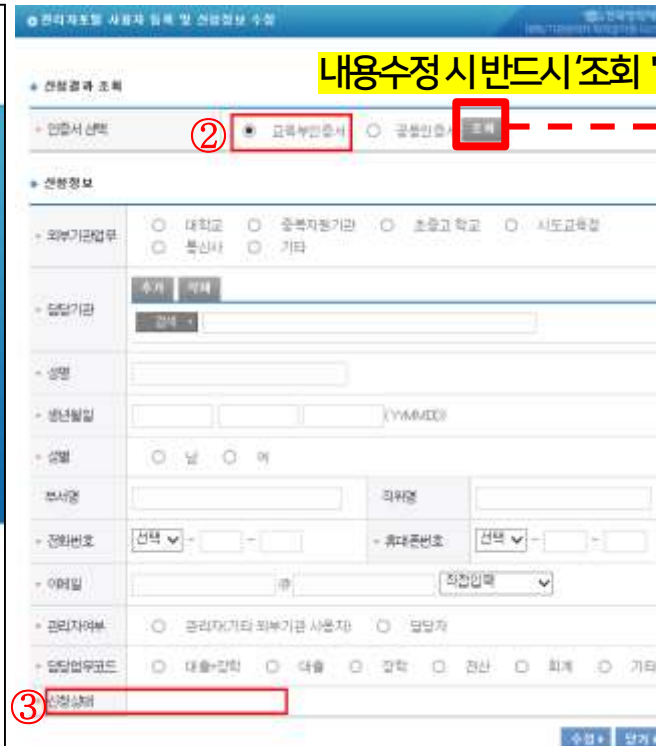 관리자포털 사용자 등록 및 신청정보 수정
내용수정 시 반드시 '조회 '
신청결과 조회
인증서 선택
② 교육부인증서 공동인증서 조회
신청정보
외부기관업무
대학교 중복지원기관 초중고 학교 시도교육청
통신사 기타
추가 삭제
담당기관
검색
성명
생년월일 (YYMMDD)
성별 남 여
부서명 직위명
전화번호 선택 - - 휴대폰번호 선택 - -
이메일 @ 직접입력
관리자여부 관리자(기타 외부기관 사용자) 담당자
담당업무코드 대출+장학 대출 장학 전산 회계 기타
③ 신청상태
수정 닫기